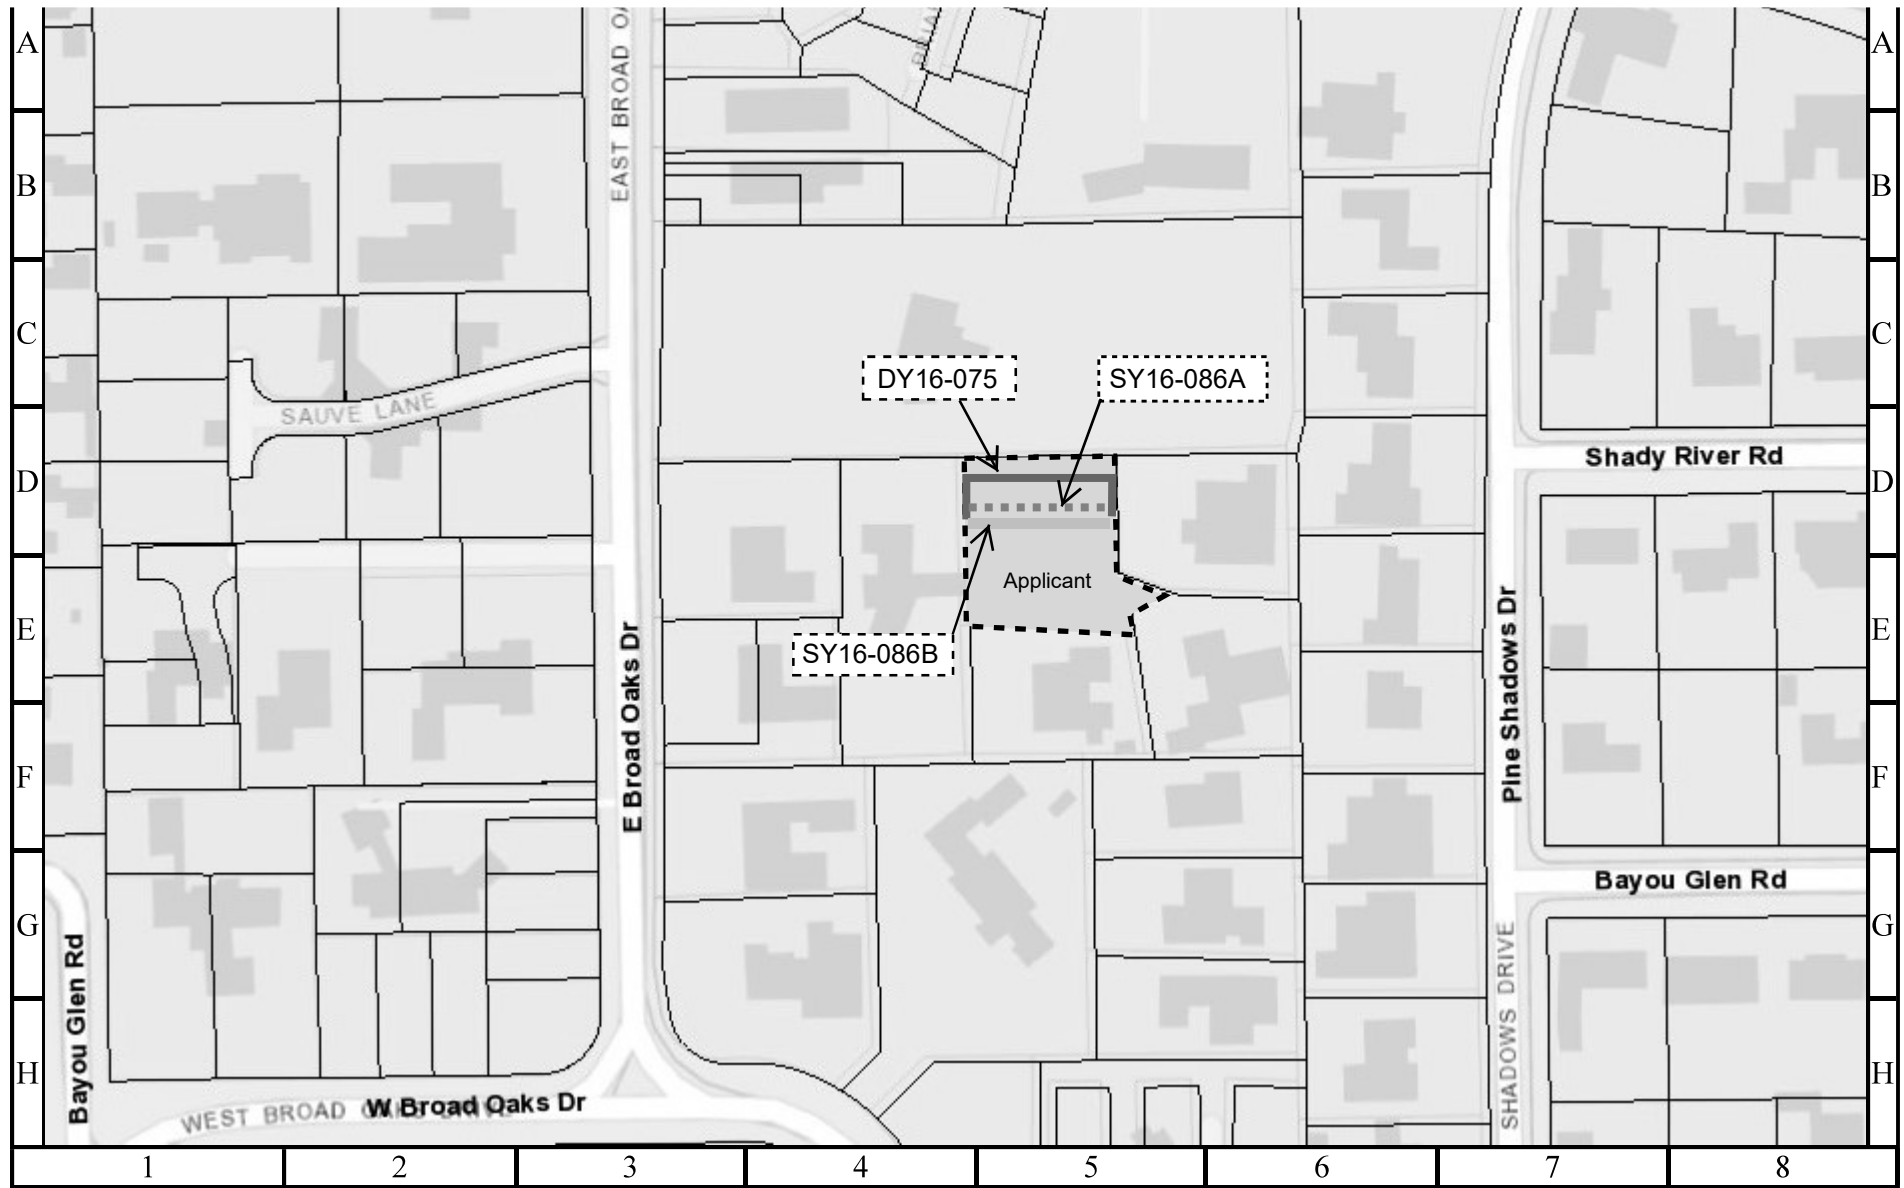 A
A
EAST BROAD OA
B
B
C
C
DY16-075
SY16-086A
SAUVE LANE
Shady River Rd
D
D
Applicant
E
E
SY16-086B
E Broad Oaks Dr
Pine Shadows Dr
F
F
Bayou Glen Rd
G
G
Bayou Glen Rd
SHADOWS DRIVE
H
H
WEST BROAD
W Broad Oaks Dr
1
2
3
4
5
6
7
8